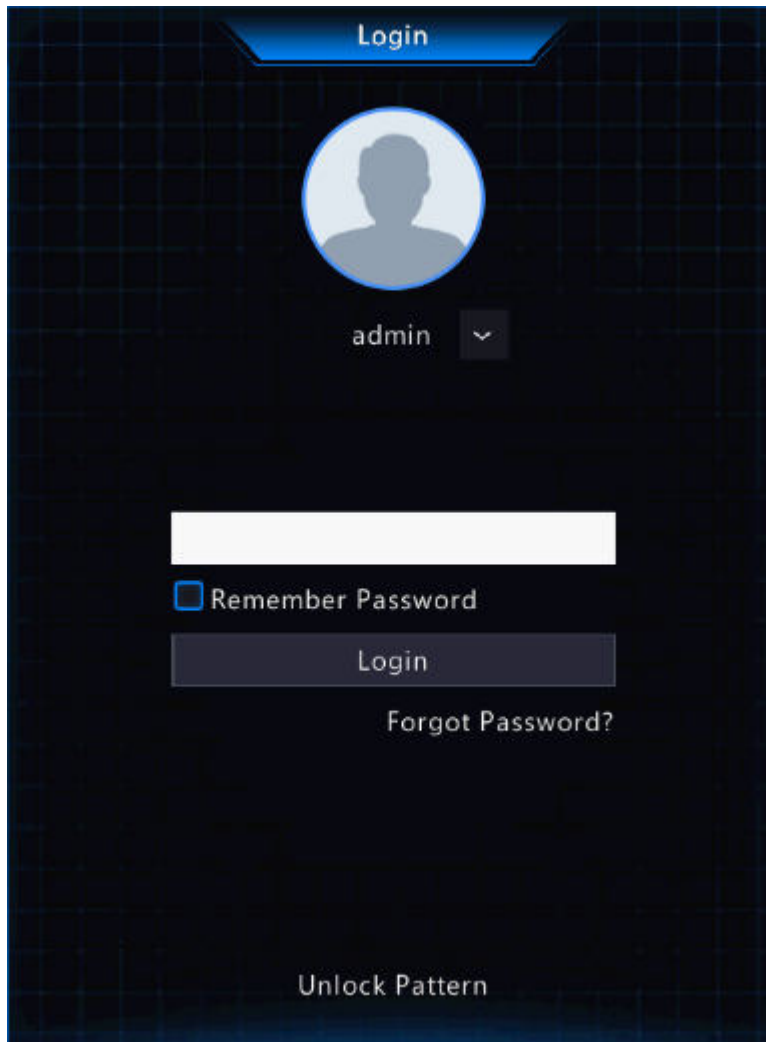 Login
admin
Remember Password
Login
Forgot Password?
Unlock Pattern